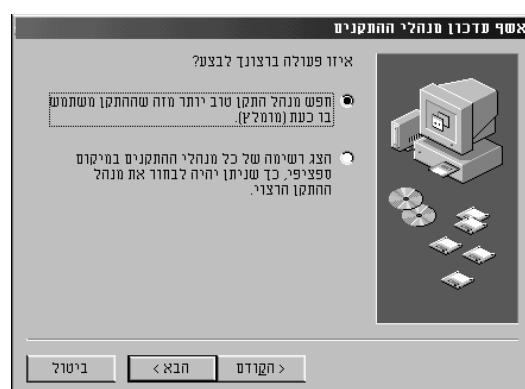 אשף עדכון מנהלי ההתקנים
איזו פעולה ברצונך לבצע?
חפש מנהל התקן טוב יותר מזה שההתקן משתמש
בו כעת (מומלץ).
הצג רשימה של כל מנהלי ההתקנים במיקום
ספציפי, כך שניתן יהיה לבחור את מנהל
ההתקן הרצוי.
< הקודם
הבא >
ביטול